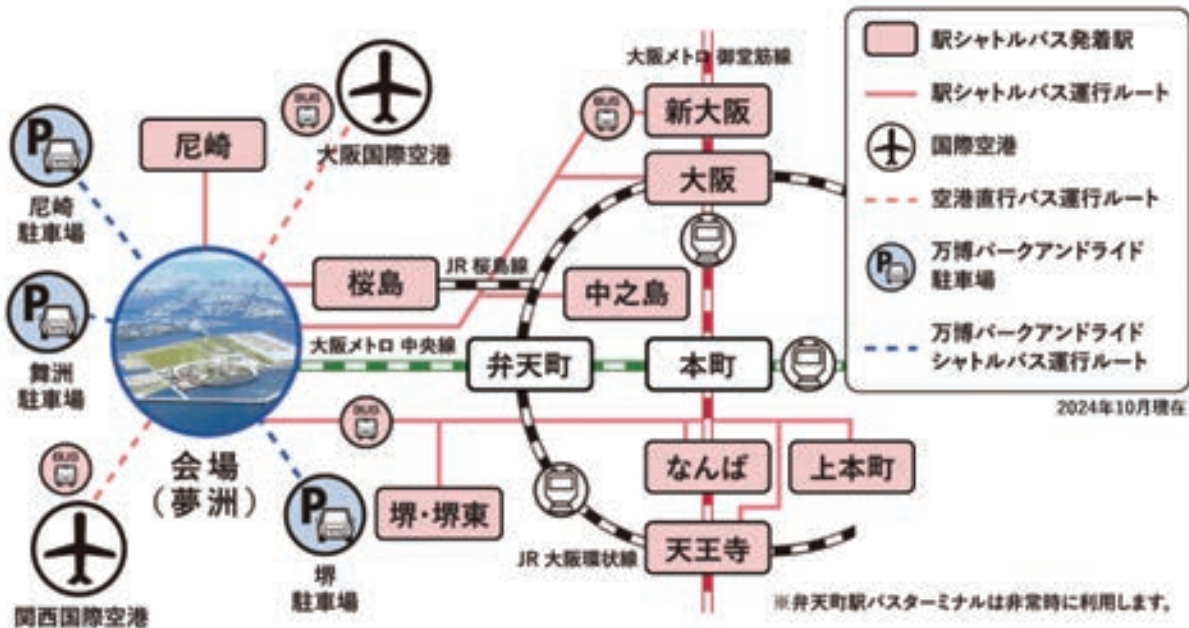 大阪メトロ 御堂筋線
駅シャトルバス発着駅
駅シャトルバス運行ルート
国際空港
空港直行バス運行ルート
P
万博パークアンドライド
駐車場
万博パークアンドライド
シャトルバス運行ルート
2024年10月現在
BUS
大阪国際空港
BUS
新大阪
大阪
P
尼崎
駐車場
尼崎
P
舞洲
駐車場
桜島
JR 桜島線
中之島
大阪メトロ 中央線
弁天町
本町
会場
(夢洲)
BUS
BUS
関西国際空港
P
堺
駐車場
堺・堺東
なんば
上本町
天王寺
JR 大阪環状線
※弁天町駅バスターミナルは非常時に利用します。